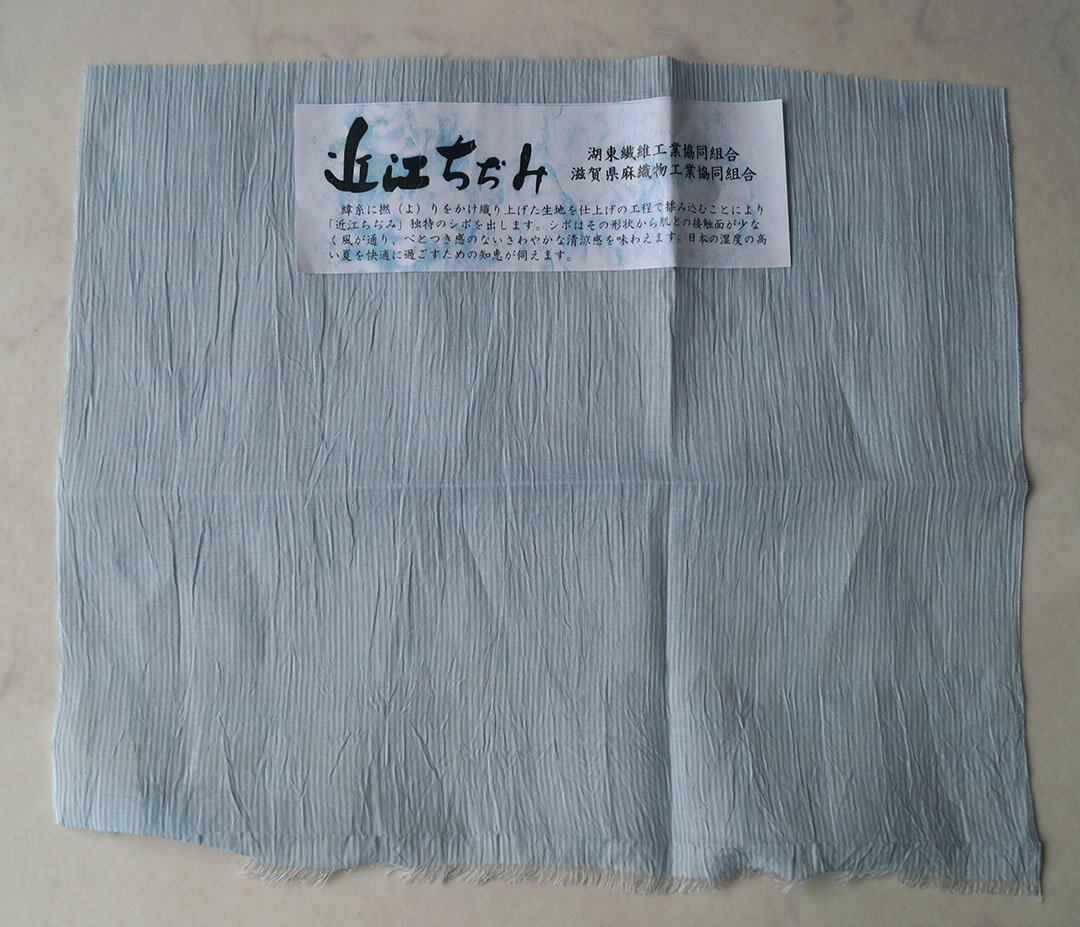 近江ちぢみ
湖東繊維工業協同組合
滋賀県麻織物工業協同組合
緯糸に撚（よ）りをかけ織り上げた生地を仕上げの工程で揉み込むことにより
「近江ちぢみ」独特のシボを出します。シボはその形状から肌との接触面が少な
く風が通り、べとつき感のないさわやかな清涼感を味わえます。日本の湿度の高
い夏を快適に過ごすための知恵が伺えます。